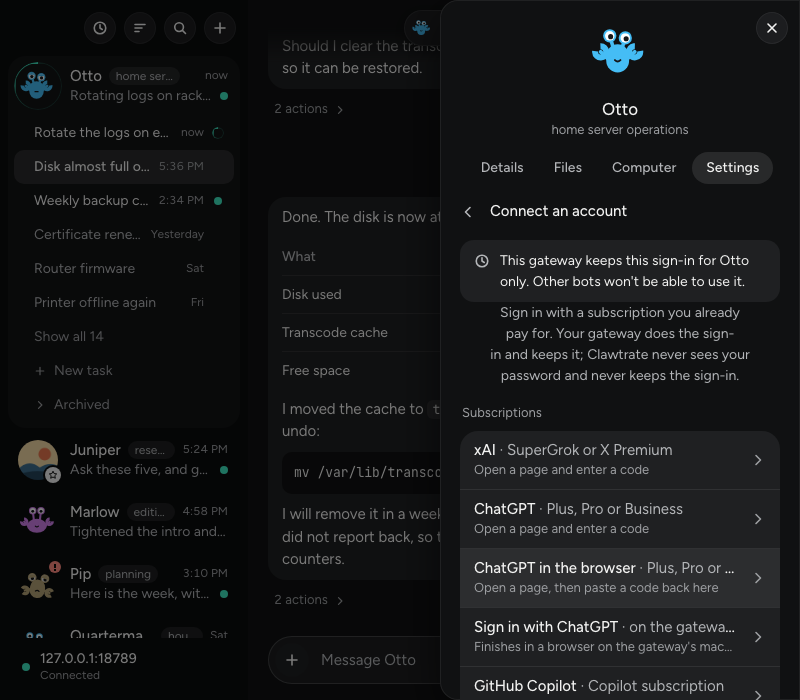 Otto home ser... now
Rotating logs on rack...
Rotate the logs on e... now
Disk almost full o... 5:36 PM
Weekly backup c... 2:34 PM
Certificate rene... Yesterday
Router firmware Sat
Printer offline again Fri
Show all 14
+ New task
Archived
Juniper rese... 5:24 PM
Ask these five, and g...
Marlow editi... 4:58 PM
Tightened the intro and...
Pip planning 3:10 PM
Here is the week, wit...
Quarterma hou... Sat
127.0.0.1:18789
Connected
Should I clear the transc
so it can be restored.
2 actions
Done. The disk is now at
What
Disk used
Transcode cache
Free space
I moved the cache to t
undo:
mv /var/lib/transco
I will remove it in a week
did not report back, so t
counters.
2 actions
+ Message Otto
Otto
home server operations
Details Files Computer Settings
Connect an account
This gateway keeps this sign-in for Otto
only. Other bots won't be able to use it.
Sign in with a subscription you already
pay for. Your gateway does the sign-
in and keeps it; Clawtrate never sees your
password and never keeps the sign-in.
Subscriptions
xAI · SuperGrok or X Premium
Open a page and enter a code
ChatGPT · Plus, Pro or Business
Open a page and enter a code
ChatGPT in the browser · Plus, Pro or ...
Open a page, then paste a code back here
Sign in with ChatGPT · on the gatewa...
Finishes in a browser on the gateway's mac...
GitHub Copilot · Copilot subscription